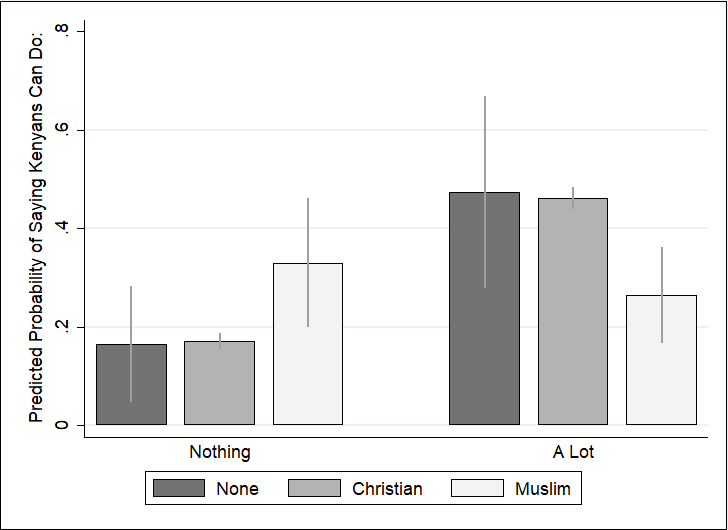 Predicted Probability of Saying Kenyans Can Do:
.8
.6
.4
.2
0
Nothing
A Lot
None
Christian
Muslim